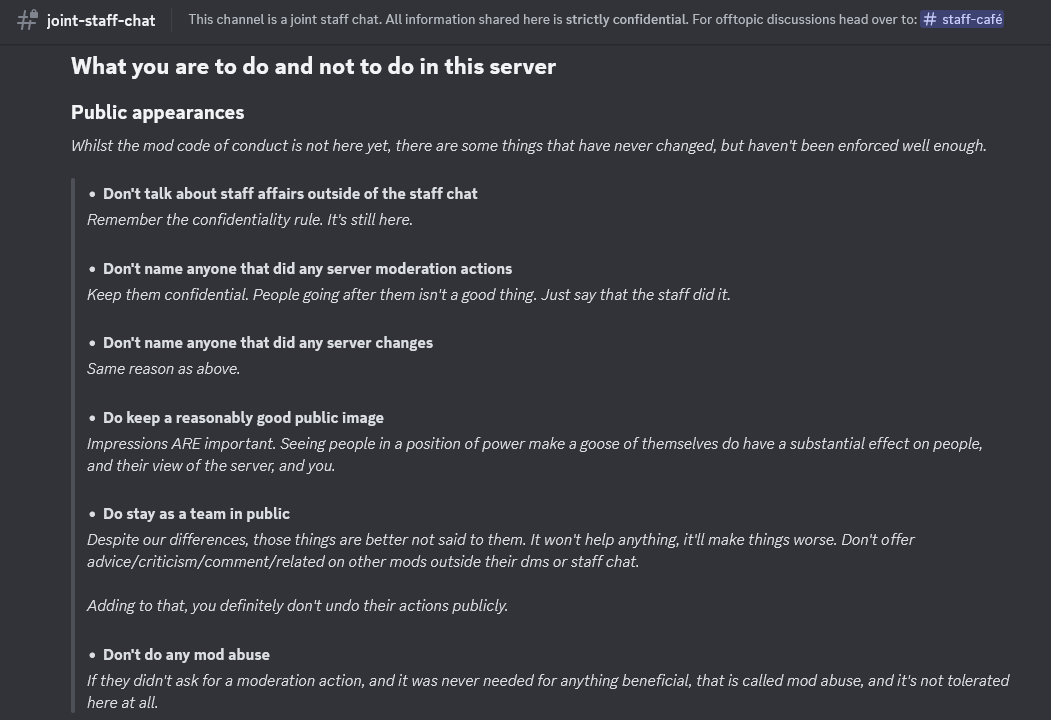 joint-staff-chat
This channel is a joint staff chat. All information shared here is strictly confidential. For offtopic discussions head over to: # staff-café
What you are to do and not to do in this server
Public appearances
Whilst the mod code of conduct is not here yet, there are some things that have never changed, but haven't been enforced well enough.
• Don't talk about staff affairs outside of the staff chat
Remember the confidentiality rule. It's still here.
• Don't name anyone that did any server moderation actions
Keep them confidential. People going after them isn't a good thing. Just say that the staff did it.
• Don't name anyone that did any server changes
Same reason as above.
• Do keep a reasonably good public image
Impressions ARE important. Seeing people in a position of power make a goose of themselves do have a substantial effect on people,
and their view of the server, and you.
• Do stay as a team in public
Despite our differences, those things are better not said to them. It won't help anything, it'll make things worse. Don't offer
advice/criticism/comment/related on other mods outside their dms or staff chat.
Adding to that, you definitely don't undo their actions publicly.
• Don't do any mod abuse
If they didn't ask for a moderation action, and it was never needed for anything beneficial, that is called mod abuse, and it's not tolerated
here at all.